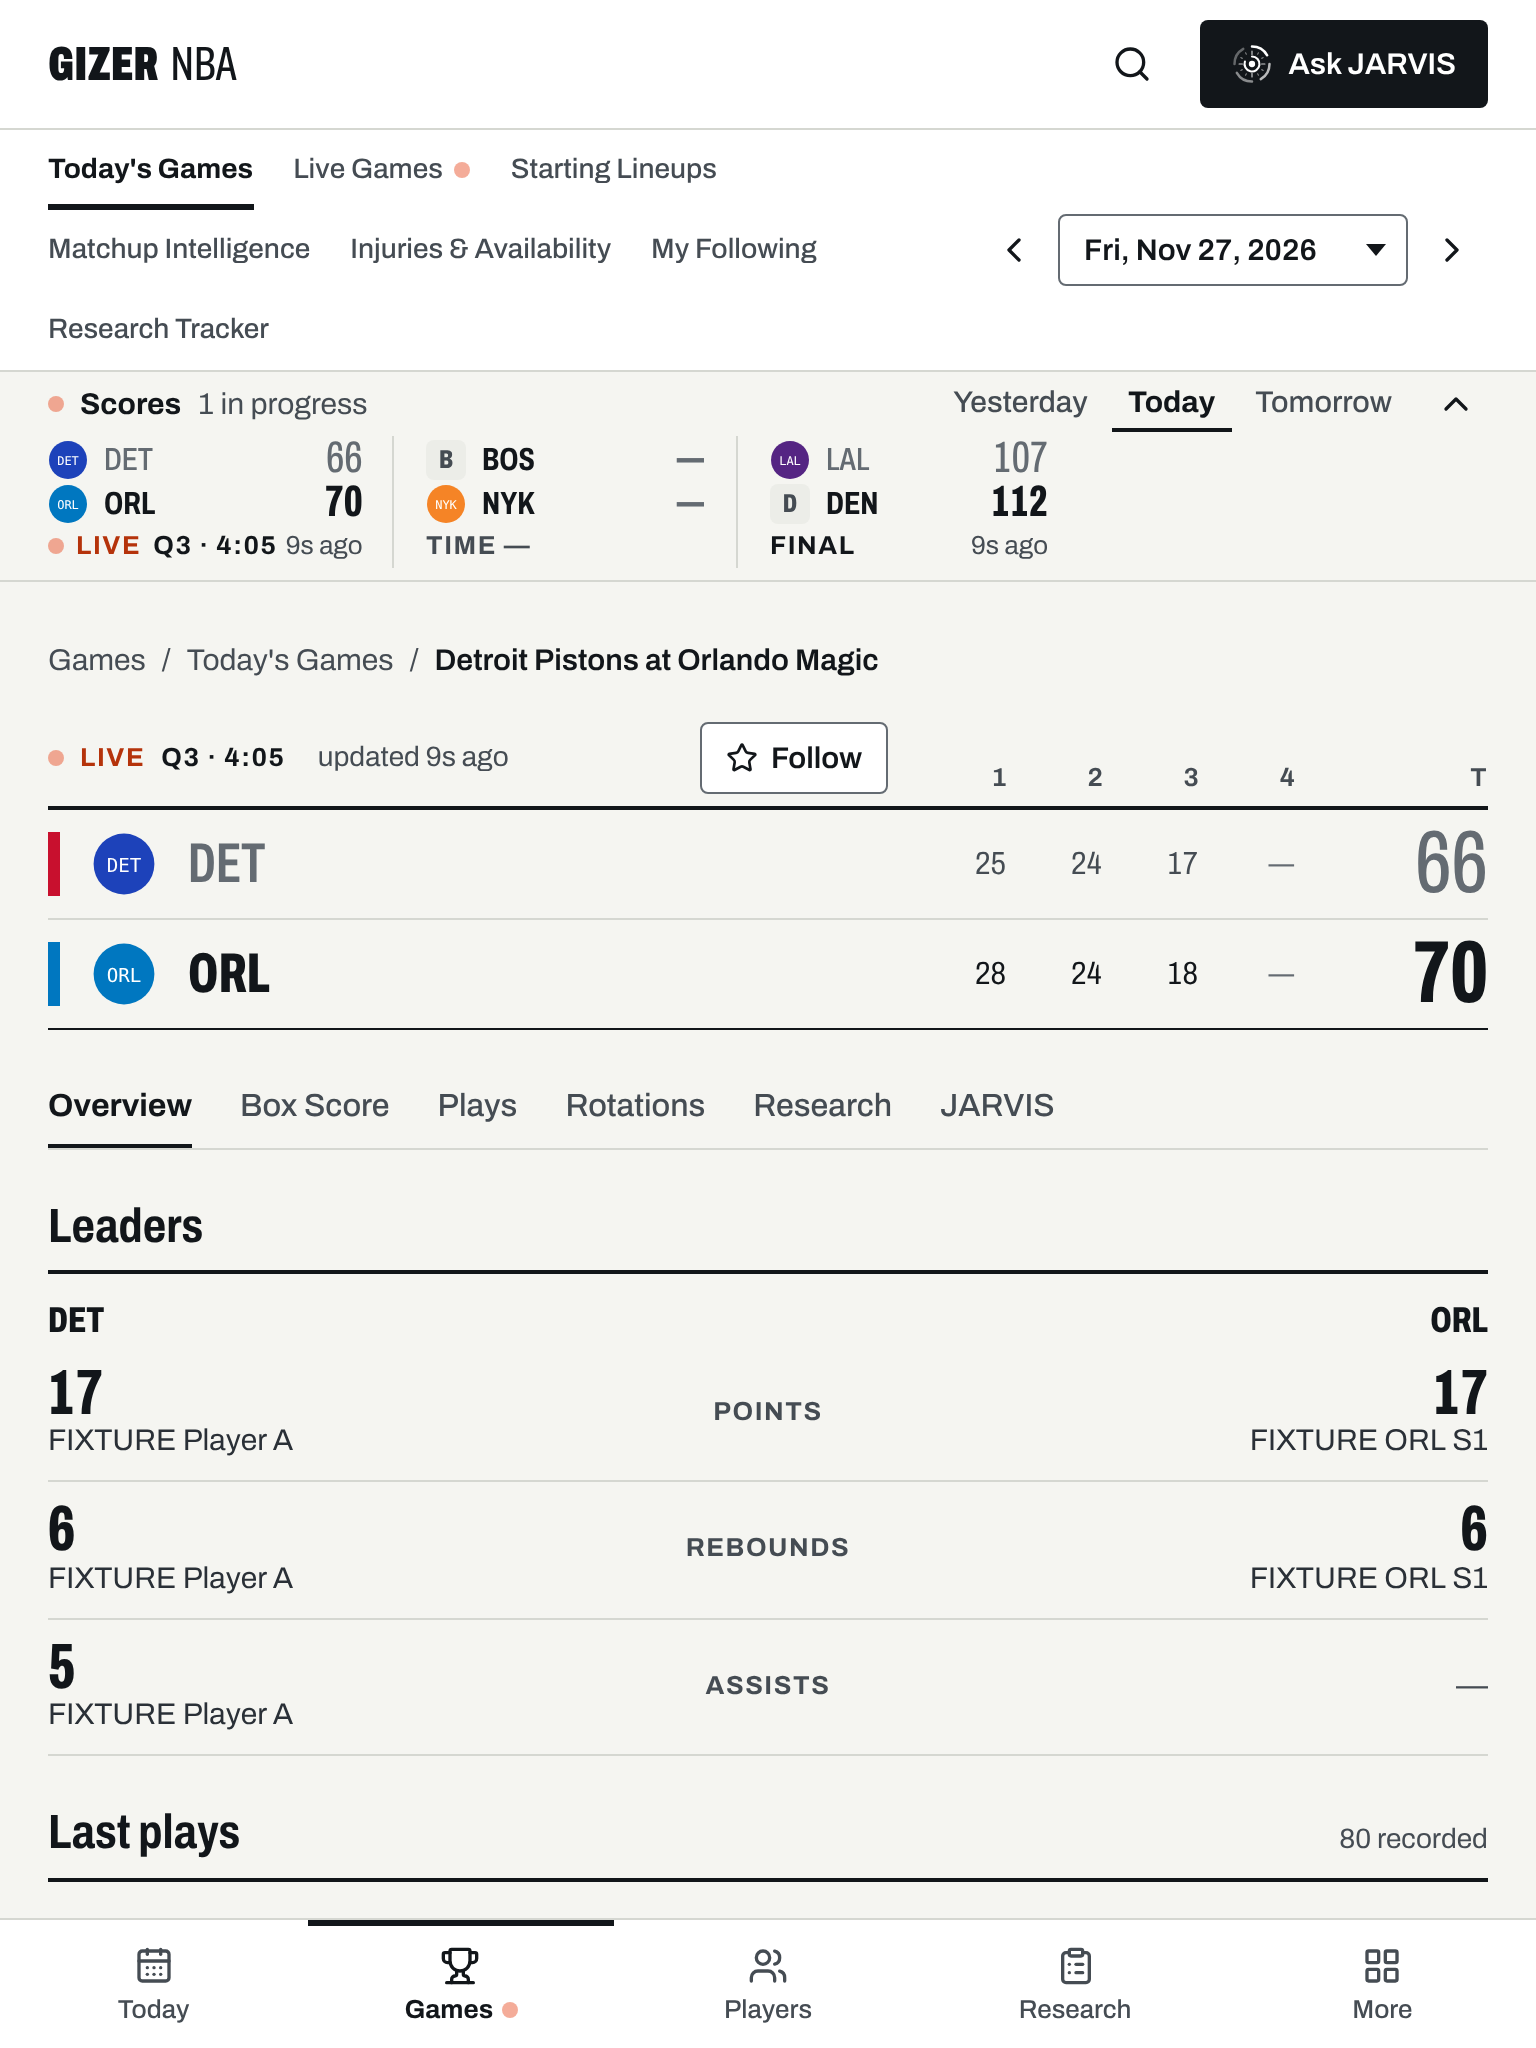 GIZER NBA
Ask JARVIS
Today's Games Live Games Starting Lineups
Matchup Intelligence Injuries & Availability My Following
Fri, Nov 27, 2026
Research Tracker
Scores 1 in progress
Yesterday Today Tomorrow
DET DET 66
ORL ORL 70
LIVE Q3 · 4:05 9s ago
B BOS —
NYK NYK —
TIME —
LAL LAL 107
D DEN 112
FINAL 9s ago
Games / Today's Games / Detroit Pistons at Orlando Magic
LIVE Q3 · 4:05 updated 9s ago
Follow
1 2 3 4 T
DET DET 25 24 17 — 66
ORL ORL 28 24 18 — 70
Overview Box Score Plays Rotations Research JARVIS
Leaders
DET ORL
17 POINTS 17
FIXTURE Player A FIXTURE ORL S1
6 REBOUNDS 6
FIXTURE Player A FIXTURE ORL S1
5 ASSISTS —
FIXTURE Player A
Last plays 80 recorded
Today Games Players Research More